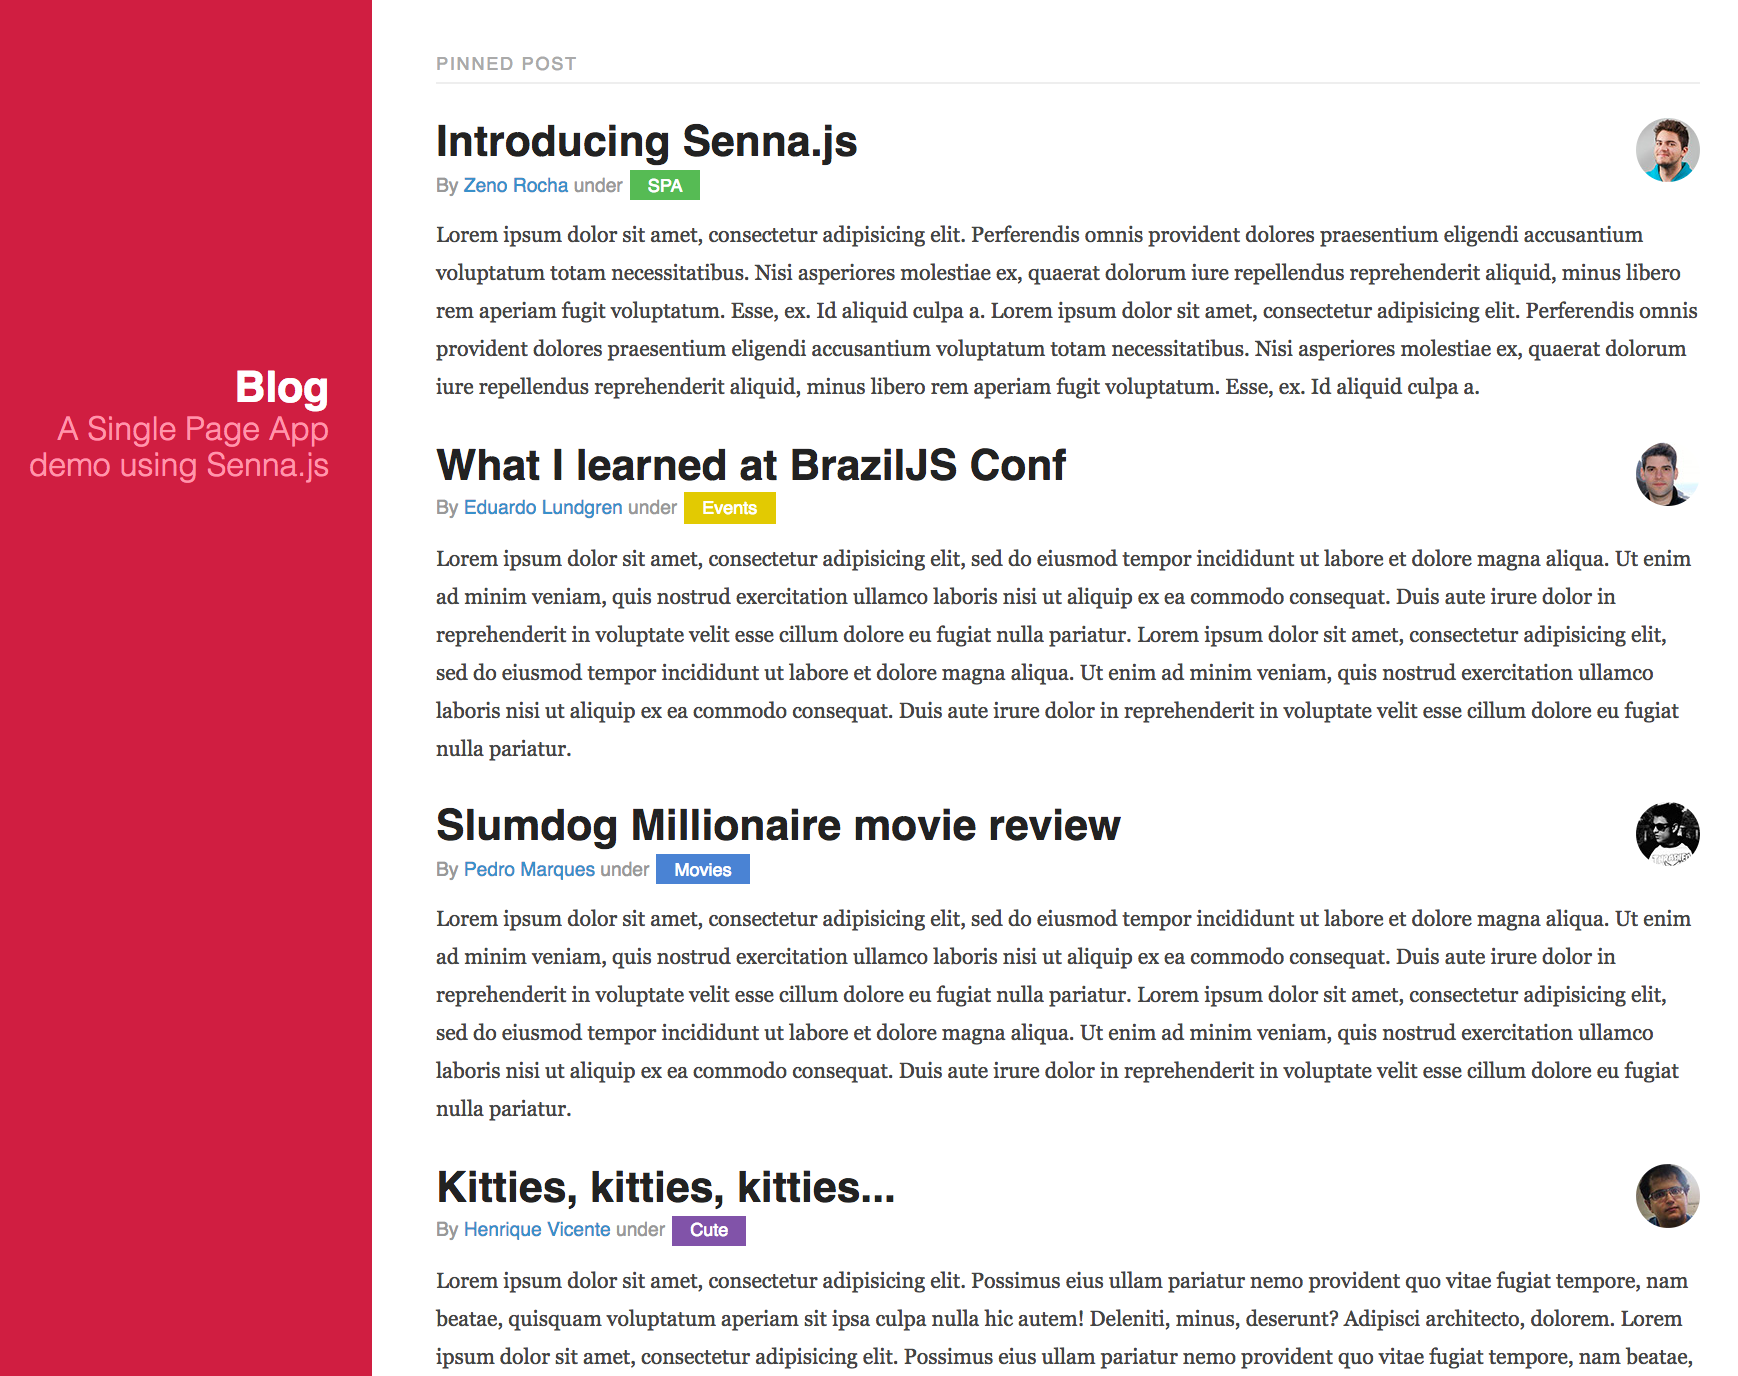 Blog
A Single Page App
demo using Senna.js
PINNED POST
Introducing Senna.js
By Zeno Rocha under SPA
Lorem ipsum dolor sit amet, consectetur adipisicing elit. Perferendis omnis provident dolores praesentium eligendi accusantium
voluptatum totam necessitatibus. Nisi asperiores molestiae ex, quaerat dolorum iure repellendus reprehenderit aliquid, minus libero
rem aperiam fugit voluptatum. Esse, ex. Id aliquid culpa a. Lorem ipsum dolor sit amet, consectetur adipisicing elit. Perferendis omnis
provident dolores praesentium eligendi accusantium voluptatum totam necessitatibus. Nisi asperiores molestiae ex, quaerat dolorum
iure repellendus reprehenderit aliquid, minus libero rem aperiam fugit voluptatum. Esse, ex. Id aliquid culpa a.
What I learned at BrazilJS Conf
By Eduardo Lundgren under Events
Lorem ipsum dolor sit amet, consectetur adipisicing elit, sed do eiusmod tempor incididunt ut labore et dolore magna aliqua. Ut enim
ad minim veniam, quis nostrud exercitation ullamco laboris nisi ut aliquip ex ea commodo consequat. Duis aute irure dolor in
reprehenderit in voluptate velit esse cillum dolore eu fugiat nulla pariatur. Lorem ipsum dolor sit amet, consectetur adipisicing elit,
sed do eiusmod tempor incididunt ut labore et dolore magna aliqua. Ut enim ad minim veniam, quis nostrud exercitation ullamco
laboris nisi ut aliquip ex ea commodo consequat. Duis aute irure dolor in reprehenderit in voluptate velit esse cillum dolore eu fugiat
nulla pariatur.
Slumdog Millionaire movie review
By Pedro Marques under Movies
Lorem ipsum dolor sit amet, consectetur adipisicing elit, sed do eiusmod tempor incididunt ut labore et dolore magna aliqua. Ut enim
ad minim veniam, quis nostrud exercitation ullamco laboris nisi ut aliquip ex ea commodo consequat. Duis aute irure dolor in
reprehenderit in voluptate velit esse cillum dolore eu fugiat nulla pariatur. Lorem ipsum dolor sit amet, consectetur adipisicing elit,
sed do eiusmod tempor incididunt ut labore et dolore magna aliqua. Ut enim ad minim veniam, quis nostrud exercitation ullamco
laboris nisi ut aliquip ex ea commodo consequat. Duis aute irure dolor in reprehenderit in voluptate velit esse cillum dolore eu fugiat
nulla pariatur.
Kitties, kitties, kitties...
By Henrique Vicente under Cute
Lorem ipsum dolor sit amet, consectetur adipisicing elit. Possimus eius ullam pariatur nemo provident quo vitae fugiat tempore, nam
beatae, quisquam voluptatum aperiam sit ipsa culpa nulla hic autem! Deleniti, minus, deserunt? Adipisci architecto, dolorem. Lorem
ipsum dolor sit amet, consectetur adipisicing elit. Possimus eius ullam pariatur nemo provident quo vitae fugiat tempore, nam beatae,